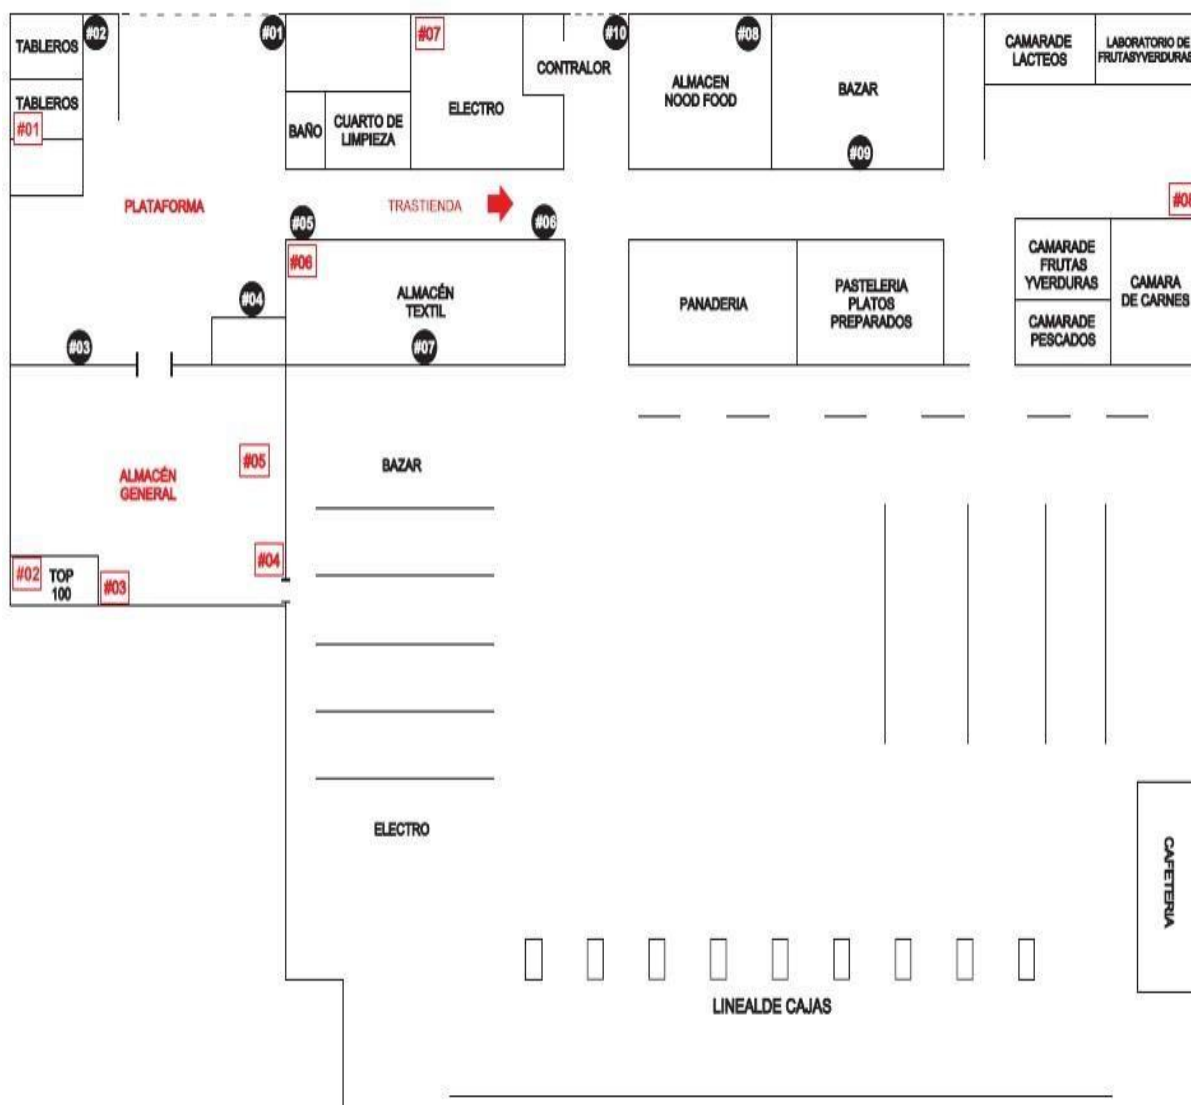 TABLEROS
#02
#01
#07
#10
#08
CONTRALOR
CAMARADE
LACTEOS
LABORATORIO DE
FRUTASYVERDURAS
TABLEROS
#01
BAÑO
CUARTO DE
LIMPIEZA
ELECTRO
ALMACEN
NOOD FOOD
BAZAR
#09
PLATAFORMA
TRASTIENDA
#05
#06
#08
#06
ALMACÉN
TEXTIL
#04
#03
#07
PANADERIA
PASTELERIA
PLATOS
PREPARADOS
CAMARADE
FRUTAS
YVERDURAS
CAMARADE
PESCADOS
CAMARA
DE CARNES
ALMACÉN
GENERAL
#05
BAZAR
#04
#02
TOP
100
#03
ELECTRO
CAFETERIA
LINEALDE CAJAS